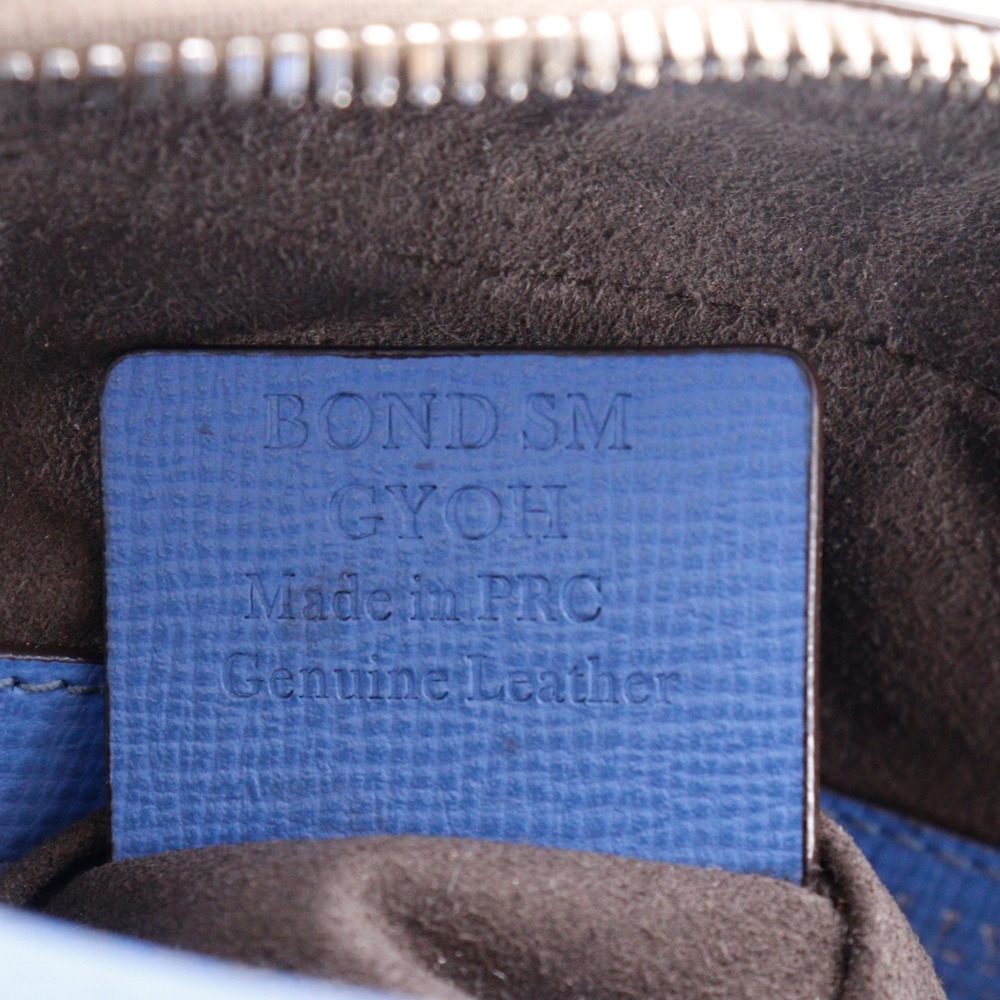 BOND SM
GYOH
Made in PRC
Genuine Leather